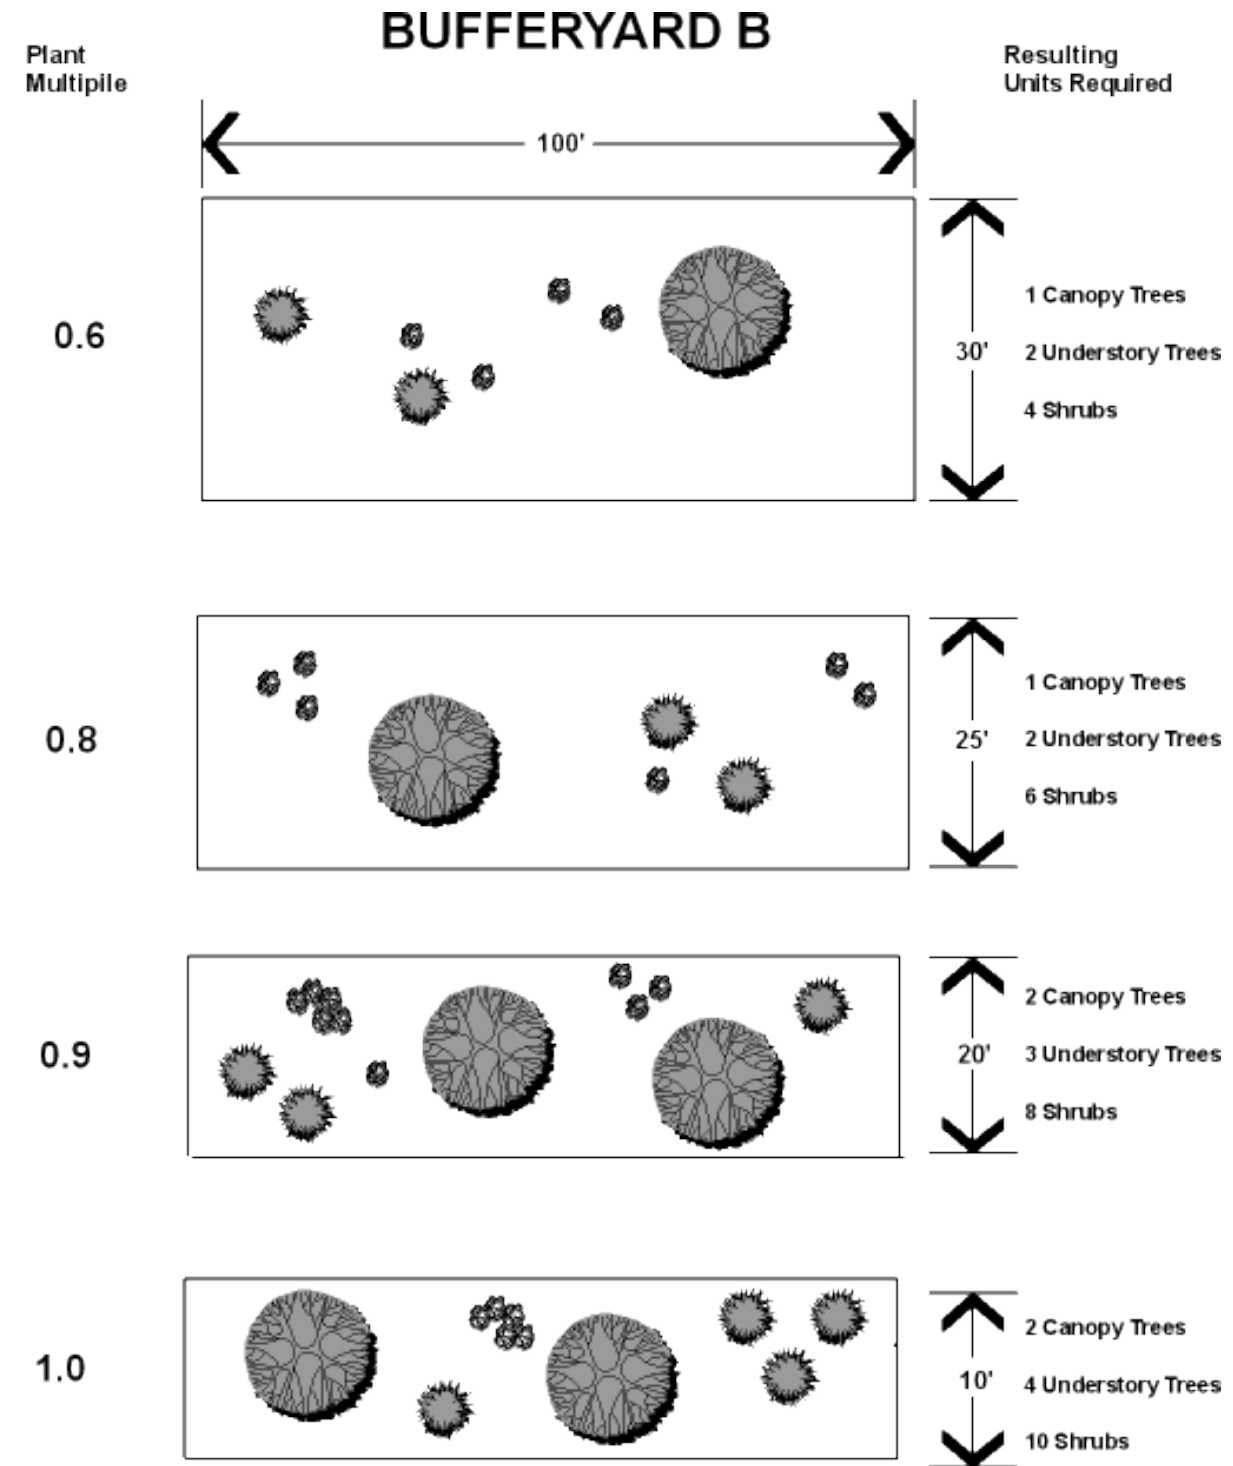 BUFFERYARD B
Plant
Multipile
Resulting
Units Required
100'
0.6
30'
1 Canopy Trees
2 Understory Trees
4 Shrubs
0.8
25'
1 Canopy Trees
2 Understory Trees
6 Shrubs
0.9
20'
2 Canopy Trees
3 Understory Trees
8 Shrubs
1.0
10'
2 Canopy Trees
4 Understory Trees
10 Shrubs